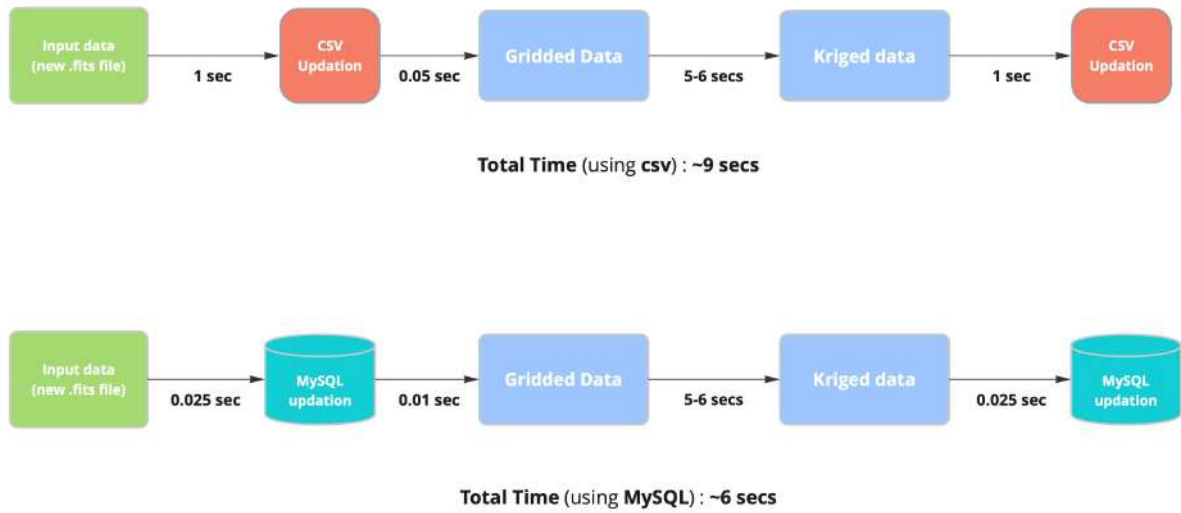 Input data
(new .fits file)
1 sec
CSV
Updation
0.05 sec
Gridded Data
5-6 secs
Kriged data
1 sec
CSV
Updation
Total Time (using csv) : ~9 secs
Input data
(new .fits file)
0.025 sec
MySQL
updation
0.01 sec
Gridded Data
5-6 secs
Kriged data
0.025 sec
MySQL
updation
Total Time (using MySQL) : ~6 secs